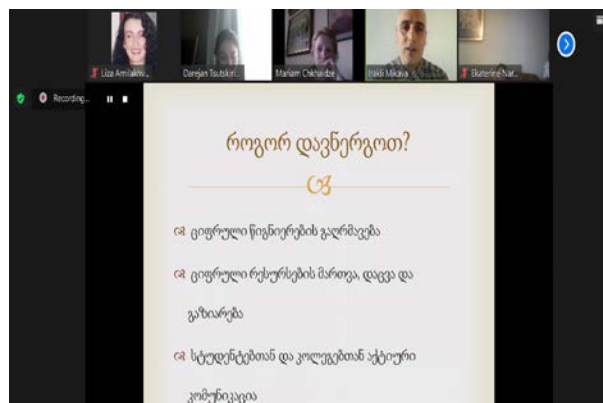 Liza Armilakhv...
Darejan Tsutskiri...
Mariam Chkhaidze
Irakli Mikava
Ekaterine Nar...
Recording...
როგორ დავნერგოთ?
ციფრული წიგნიერების გაღრმავება
ციფრული რესურსების მართვა, დაცვა და
გაზიარება
სტუდენტებთან და კოლეგებთან აქტიური
კომუნიკაცია